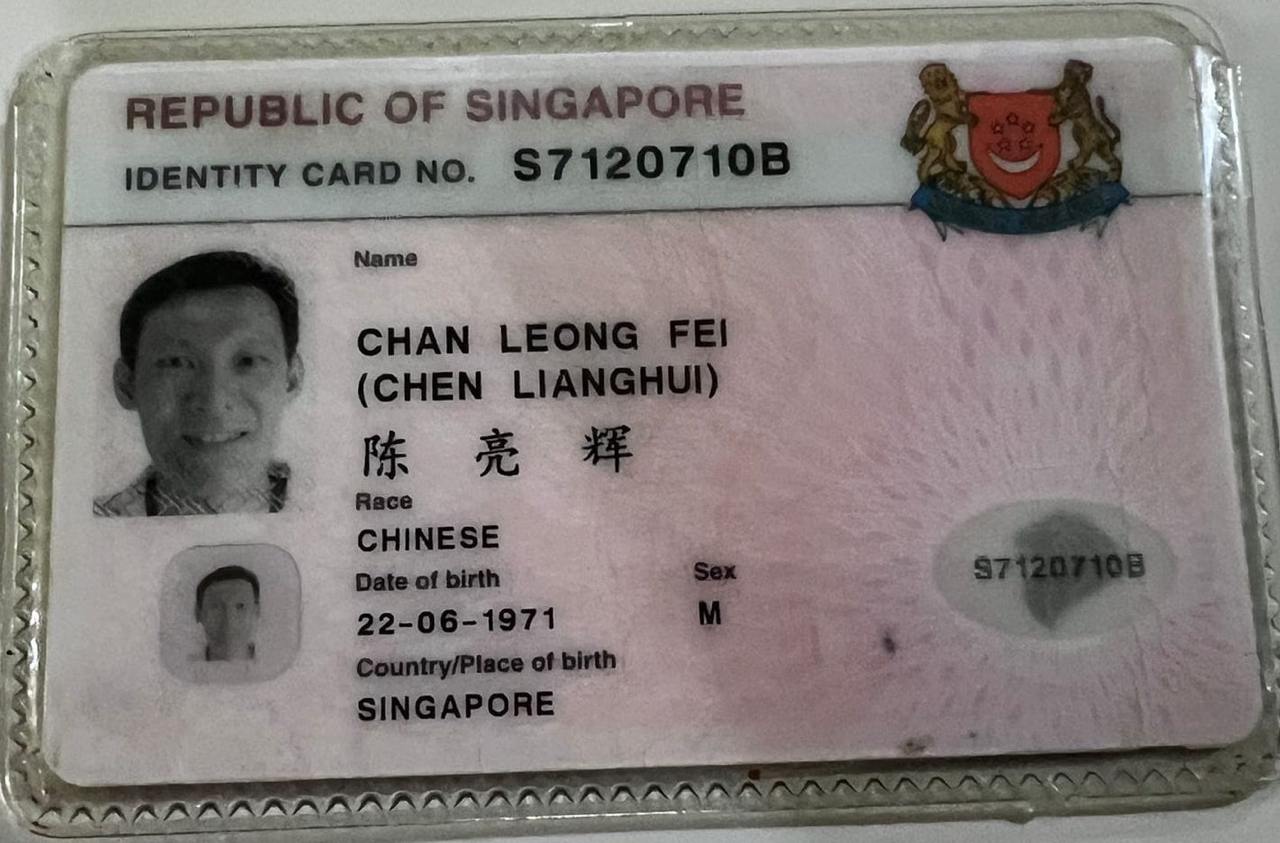 REPUBLIC OF SINGAPORE
IDENTITY CARD NO. S7120710B
Name
CHAN LEONG FEI
(CHEN LIANGHUI)
陈 亮 辉
Race
CHINESE
Date of birth
Sex
22-06-1971
M
Country/Place of birth
SINGAPORE
S7120710B